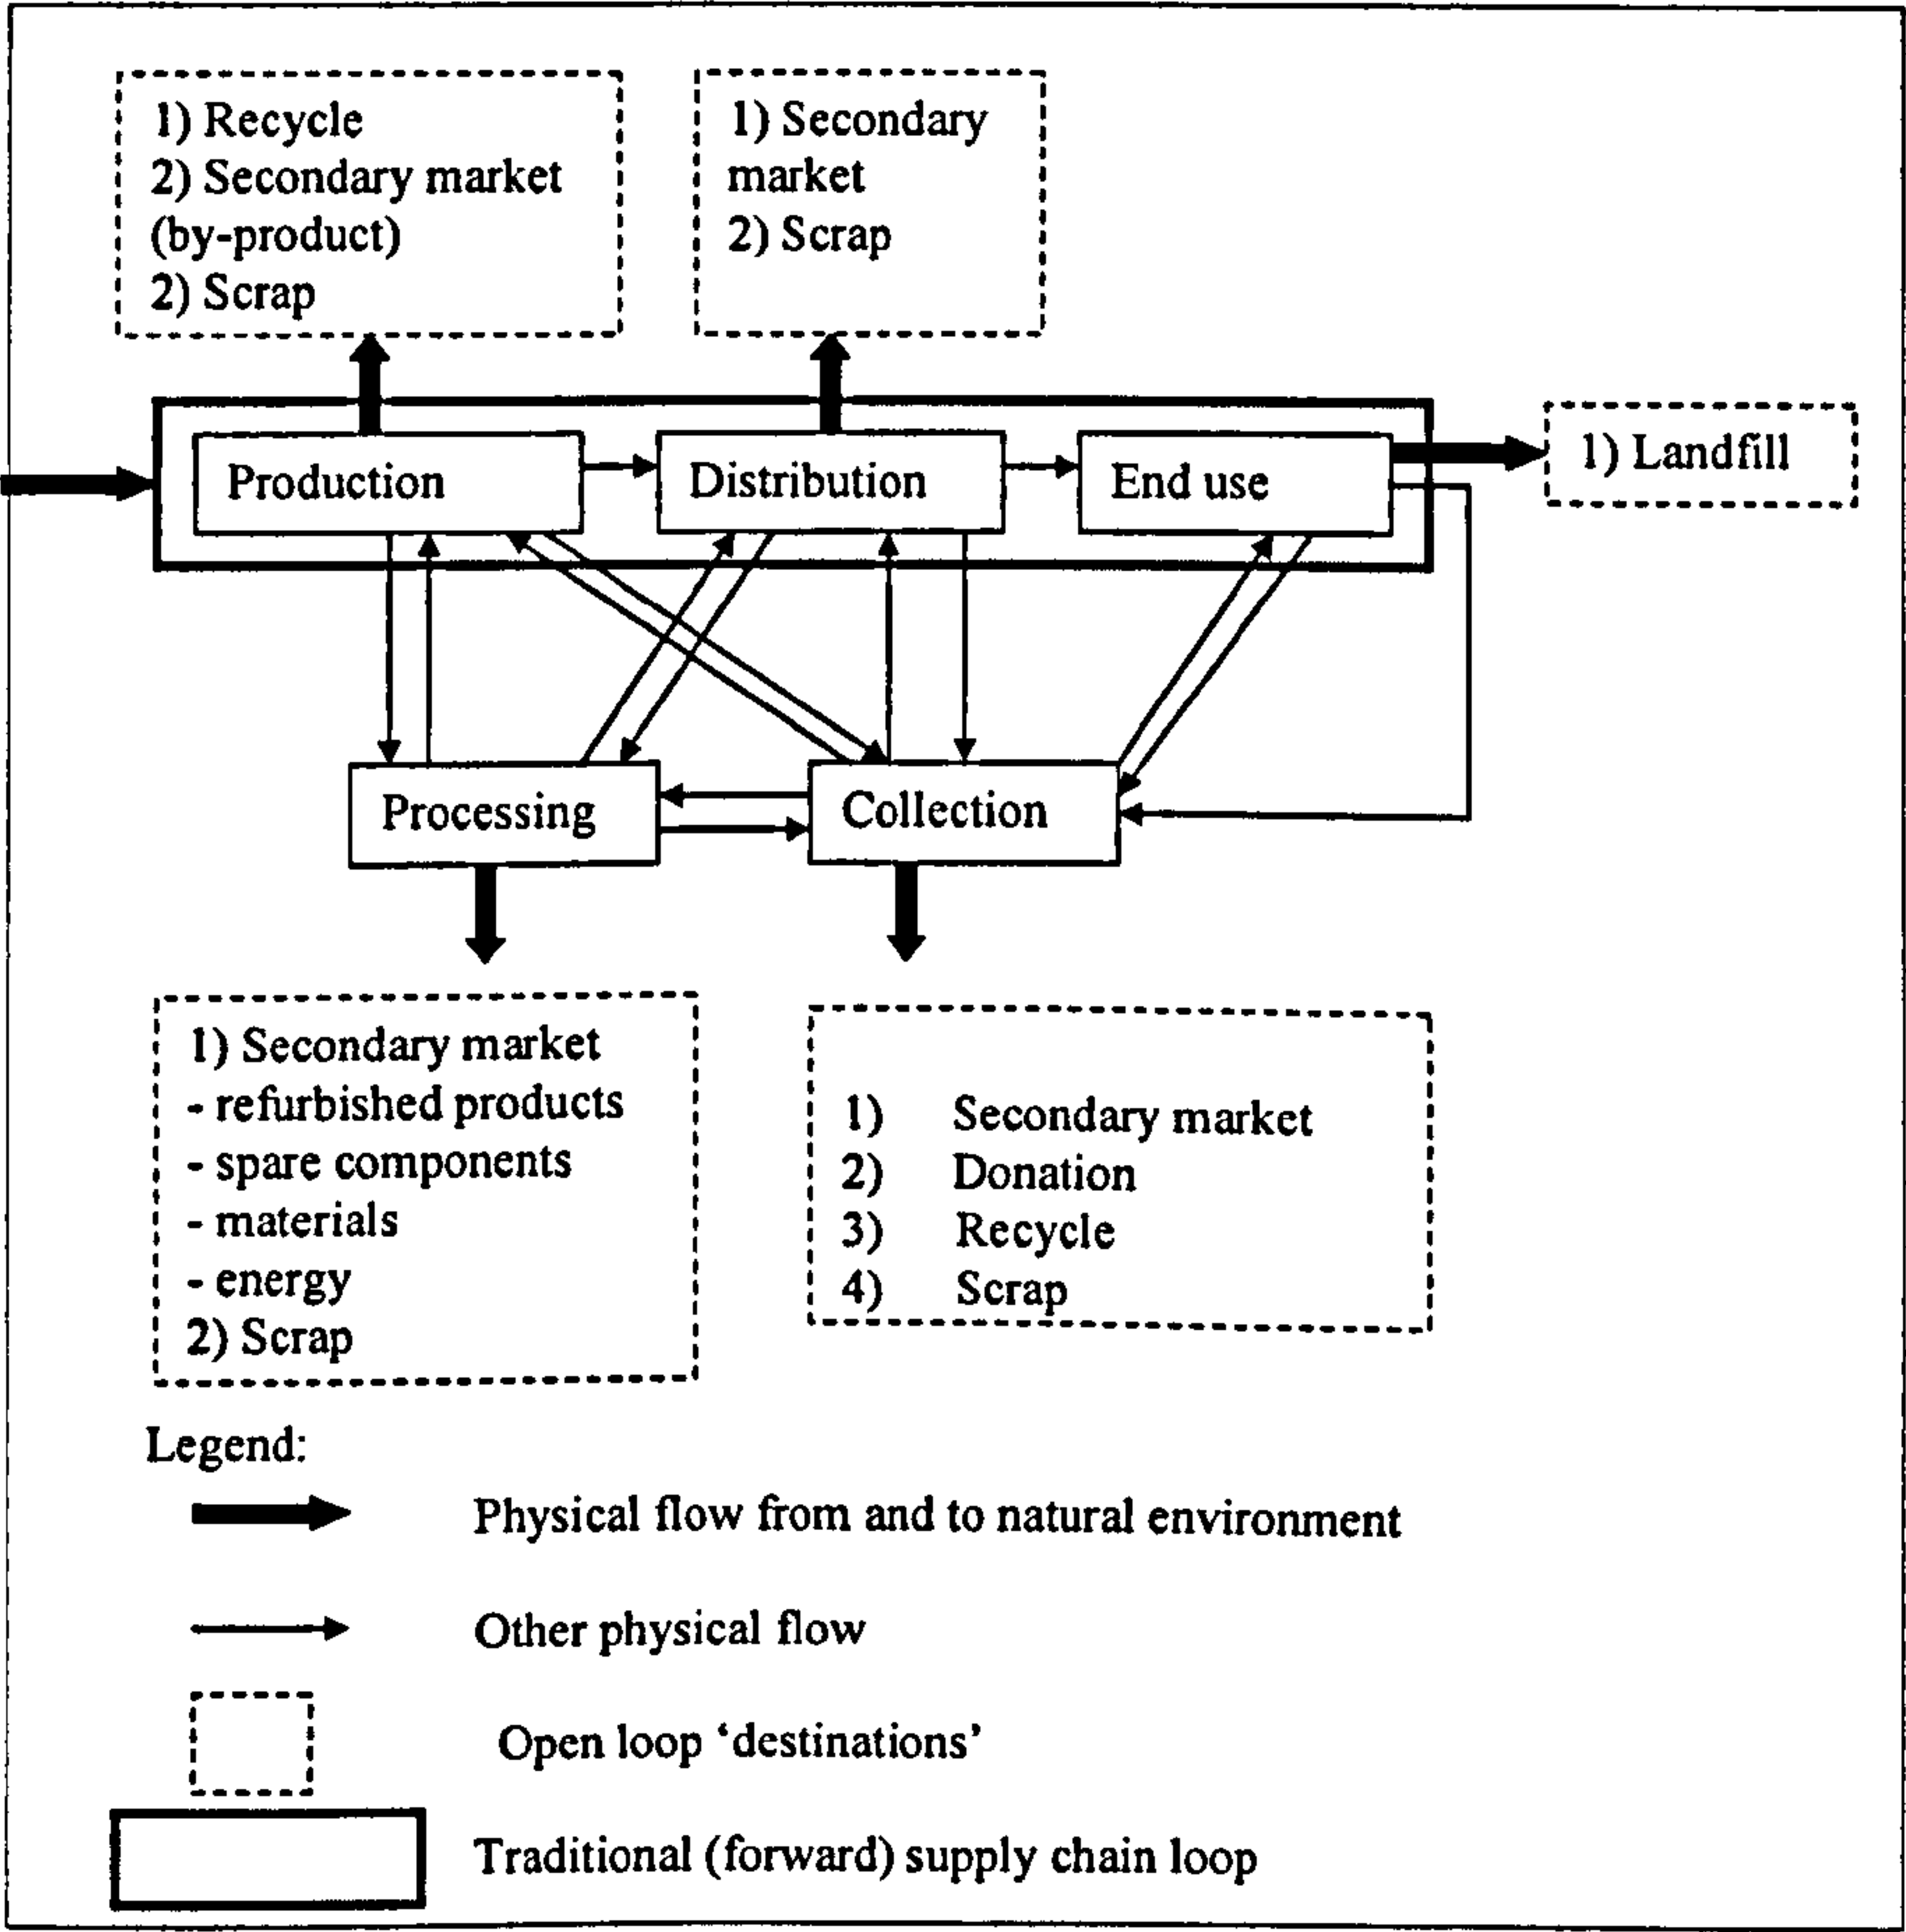 1) Recycle
2) Secondary market
(by-product)
2) Scrap
1) Secondary
market
2) Scrap
Production
Distribution
End use
1) Landfill
Processing
Collection
1) Secondary market
- refurbished products
- spare components
- materials
- energy
2) Scrap
1) Secondary market
2) Donation
3) Recycle
4) Scrap
Legend:
Physical flow from and to natural environment
Other physical flow
Open loop ‘destinations’
Traditional (forward) supply chain loop